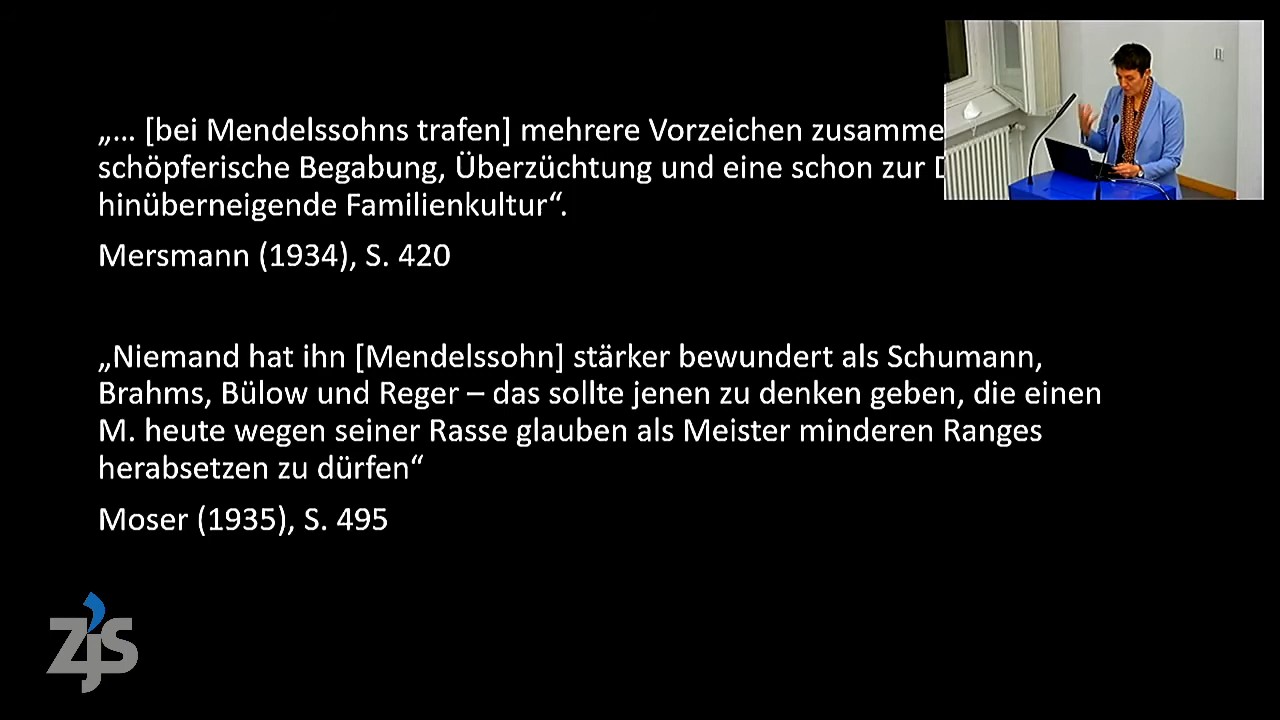 „… [bei Mendelssohns trafen] mehrere Vorzeichen
schöpferische Begabung, Überzüchtung und eine schon zur
hinüberneigende Familienkultur“.
Mersmann (1934), S. 420
„Niemand hat ihn [Mendelssohn] stärker bewundert als Schumann,
Brahms, Bülow und Reger – das sollte jenen zu denken geben, die einen
M. heute wegen seiner Rasse glauben als Meister minderen Ranges
herabsetzen zu dürfen“
Moser (1935), S. 495
ZjS